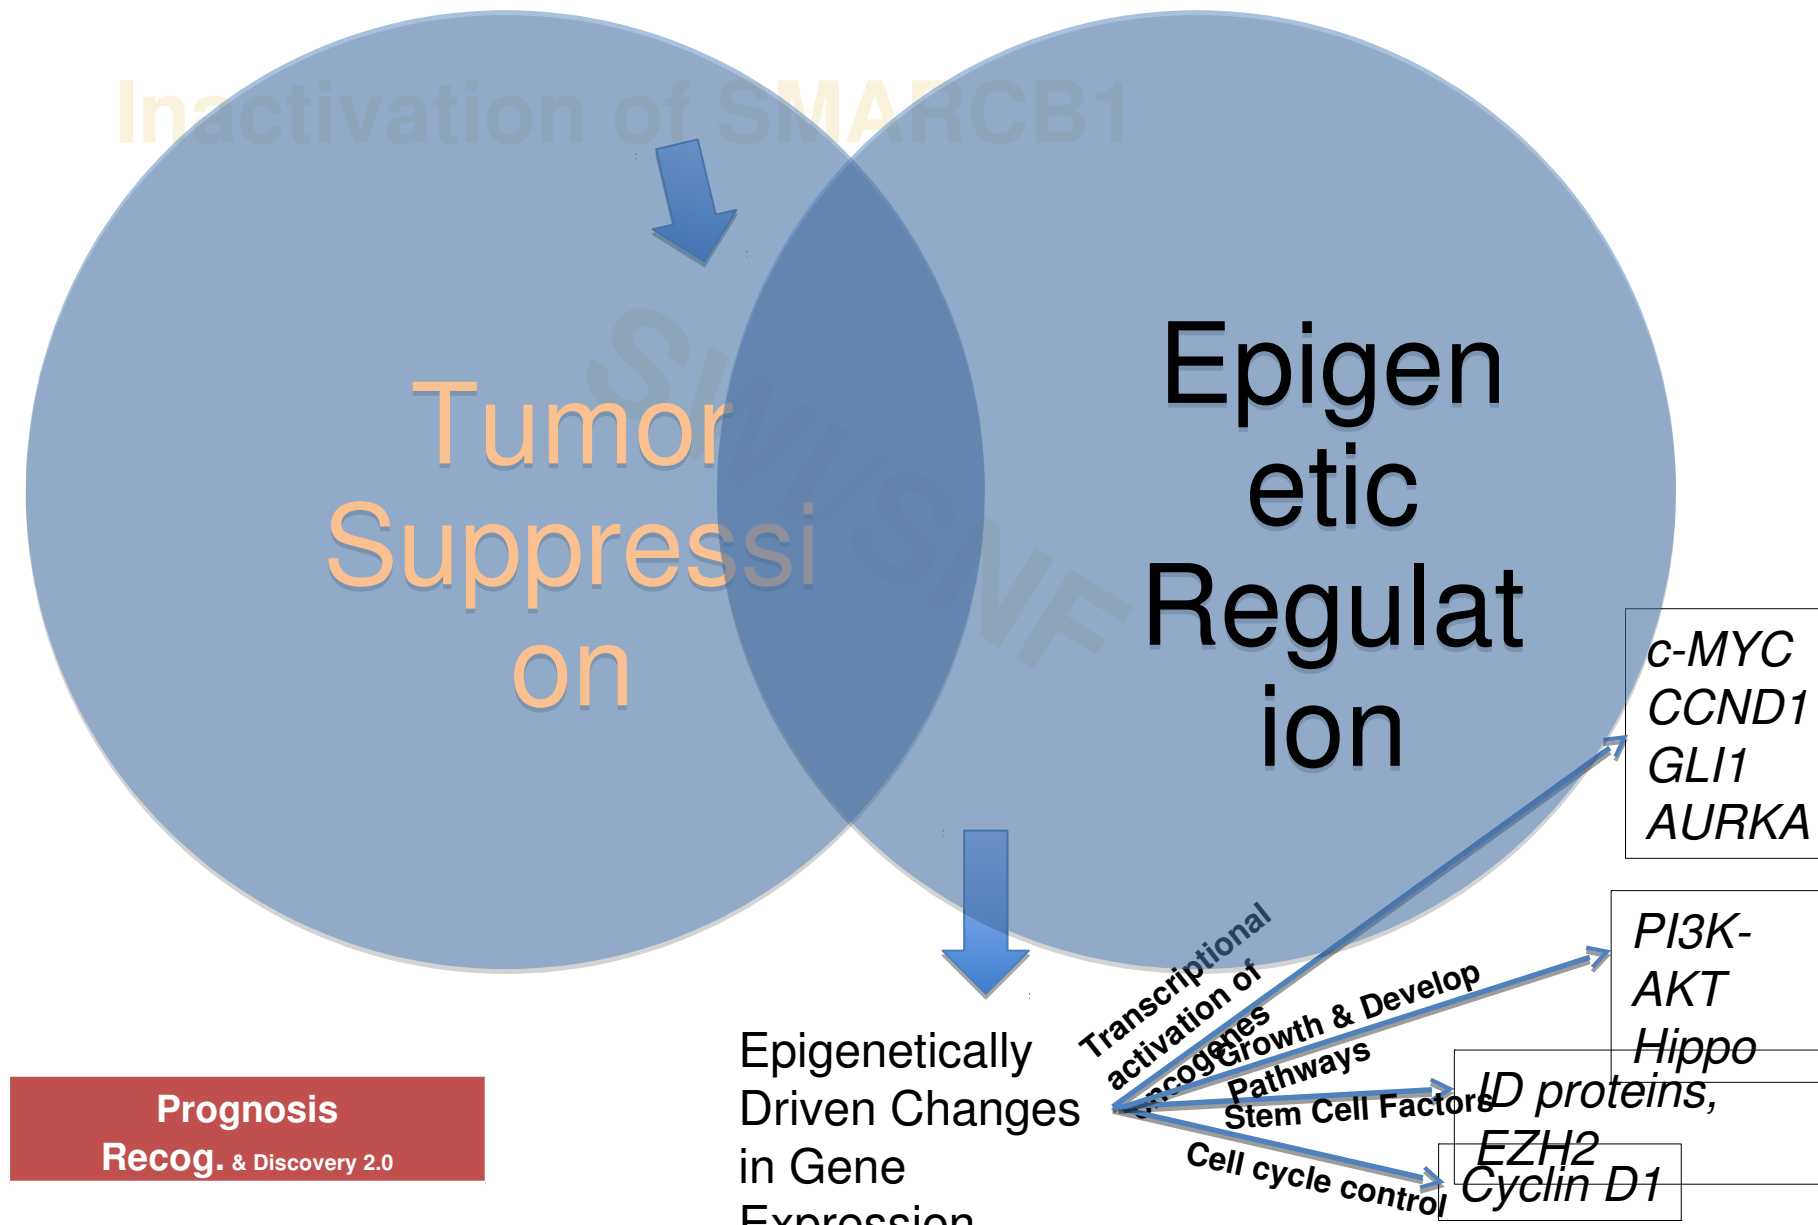 Inactivation of SMARCB1
SWI/SNF
Tumor
Suppressi
on
Epigen
etic
Regulat
ion
c-MYC
CCND1
GLI1
AURKA
PI3K-
AKT
Hippo
ID proteins,
EZH2
Cyclin D1
Transcriptional
activation of
oncogenes
Growth & Develop
Pathways
Stem Cell Factors
Cell cycle control
Epigenetically
Driven Changes
in Gene
Expression
Prognosis
Recog. & Discovery 2.0